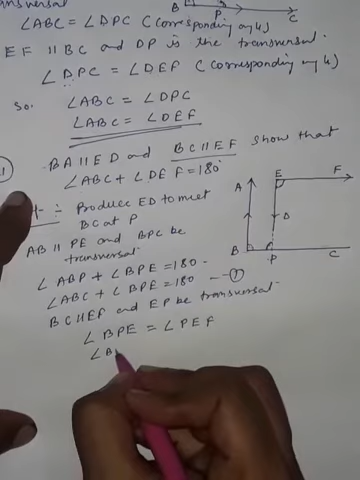 transversal
∠ABC = ∠DPC (corresponding ang ∠s)
EF || BC and DP is the transversal.
∠DPC = ∠DEF (corresponding ang ∠)
So. ∠ABC = ∠DPC
∠ABC = ∠DEF
BA || ED and BC || EF show that
∠ABC + ∠DEF = 180°
:- Produce ED to meet
BC at P
AB || PE and BPC be
transversal.
∠ABP + ∠BPE = 180-
∠ABC + ∠BPE = 180 -- ①
BC || EF and EP be transversal-
∠BPE = ∠PEF
∠B
B
P
C
A
E
F
D
B
P
C